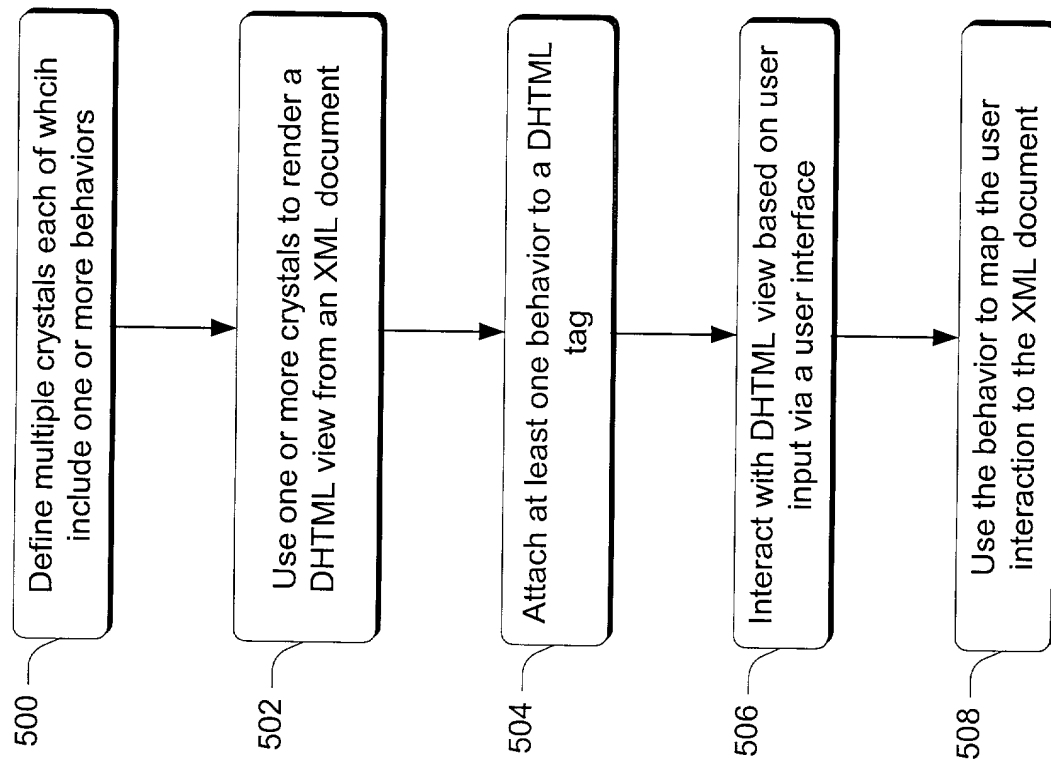 500
Define multiple crystals each of whcih
include one or more behaviors
502
Use one or more crystals to render a
DHTML view from an XML document
504
Attach at least one behavior to a DHTML
tag
506
Interact with DHTML view based on user
input via a user interface
508
Use the behavior to map the user
interaction to the XML document